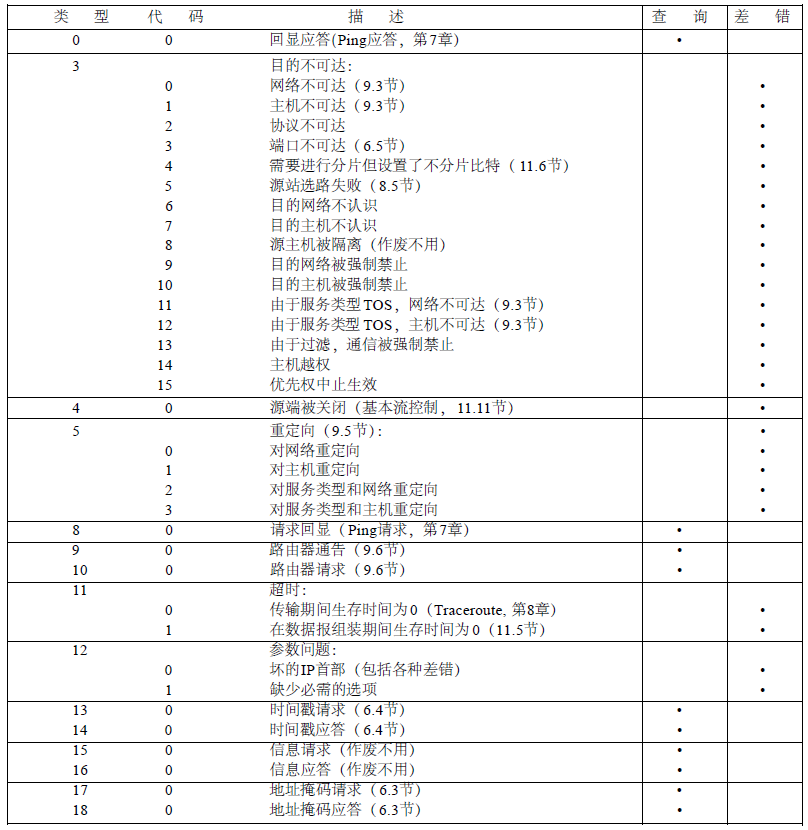 类 型 代 码 描 述 查 询 差 错
0 0 回显应答(Ping应答，第7章) •
3 目的不可达：
0 网络不可达（9.3节） •
1 主机不可达（9.3节） •
2 协议不可达 •
3 端口不可达（6.5节） •
4 需要进行分片但设置了不分片比特（11.6节） •
5 源站选路失败（8.5节） •
6 目的网络不认识 •
7 目的主机不认识 •
8 源主机被隔离（作废不用） •
9 目的网络被强制禁止 •
10 目的主机被强制禁止 •
11 由于服务类型TOS，网络不可达（9.3节） •
12 由于服务类型TOS，主机不可达（9.3节） •
13 由于过滤，通信被强制禁止 •
14 主机越权 •
15 优先权中止生效 •
4 0 源端被关闭（基本流控制，11.11节） •
5 重定向（9.5节）： •
0 对网络重定向 •
1 对主机重定向 •
2 对服务类型和网络重定向 •
3 对服务类型和主机重定向 •
8 0 请求回显（Ping请求，第7章） •
9 0 路由器通告（9.6节） •
10 0 路由器请求（9.6节） •
11 超时：
0 传输期间生存时间为0（Traceroute, 第8章） •
1 在数据报组装期间生存时间为0（11.5节） •
12 参数问题：
0 坏的IP首部（包括各种差错） •
1 缺少必需的选项 •
13 0 时间戳请求（6.4节） •
14 0 时间戳应答（6.4节） •
15 0 信息请求（作废不用） •
16 0 信息应答（作废不用） •
17 0 地址掩码请求（6.3节） •
18 0 地址掩码应答（6.3节） •